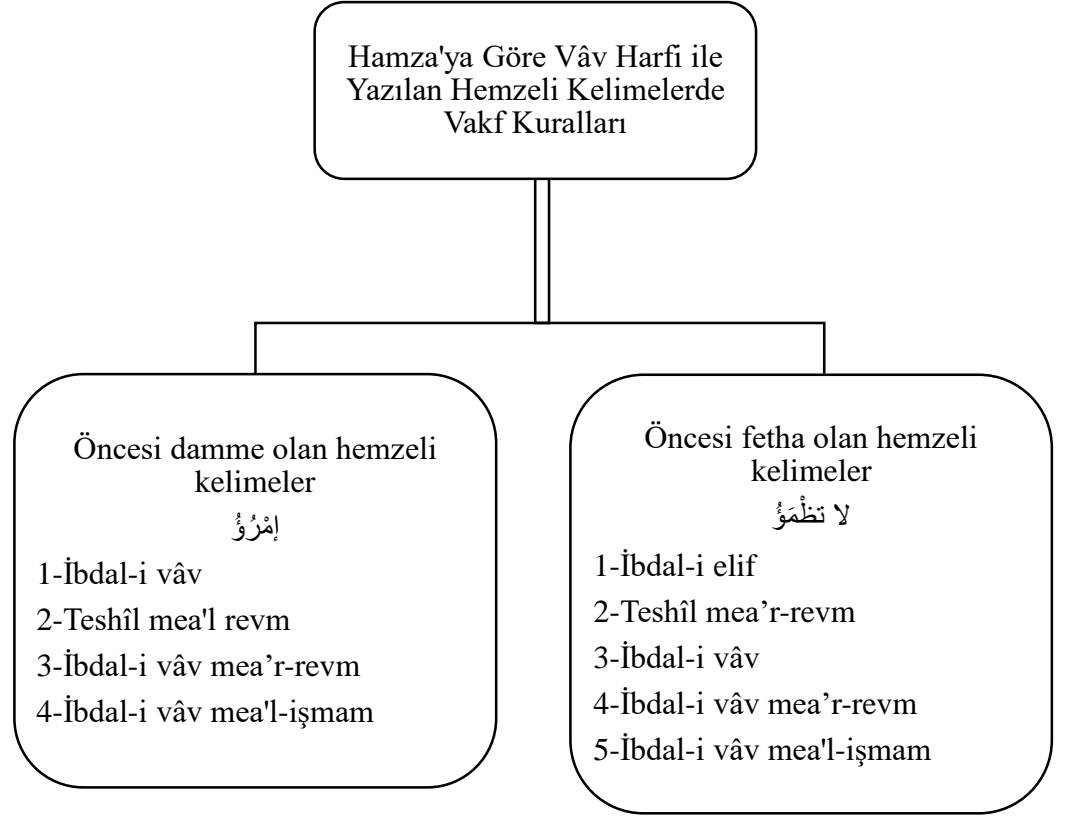 Hamza'ya Göre Vâv Harfi ile
Yazılan Hemzeli Kelimelerde
Vakf Kuralları
Öncesi damme olan hemzeli
kelimeler
إمْرُؤُ
1-İbdal-i vâv
2-Teshîl mea'l revm
3-İbdal-i vâv mea’r-revm
4-İbdal-i vâv mea'l-işmam
Öncesi fetha olan hemzeli
kelimeler
لا تظْمَؤُ
1-İbdal-i elif
2-Teshîl mea’r-revm
3-İbdal-i vâv
4-İbdal-i vâv mea’r-revm
5-İbdal-i vâv mea'l-işmam